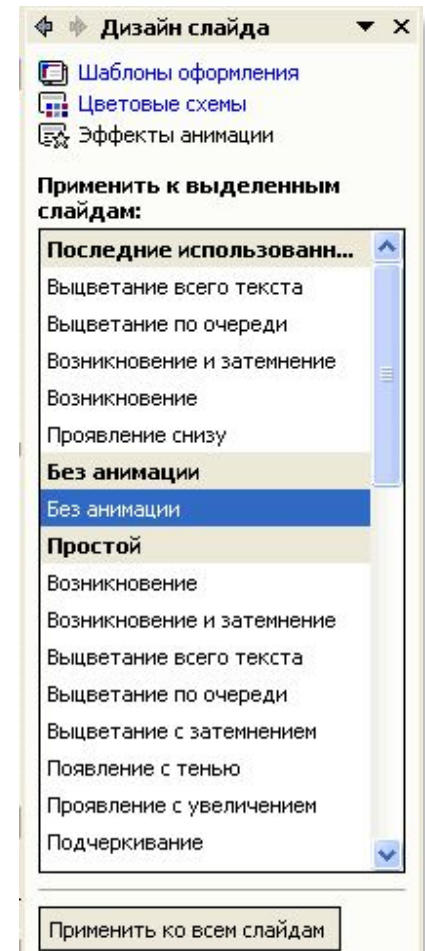 Дизайн слайда
Шаблоны оформления
Цветовые схемы
Эффекты анимации
Применить к выделенным
слайдам:
Последние использованн...
Выцветание всего текста
Выцветание по очереди
Возникновение и затемнение
Возникновение
Проявление снизу
Без анимации
Без анимации
Простой
Возникновение
Возникновение и затемнение
Выцветание всего текста
Выцветание по очереди
Выцветание с затемнением
Появление с тенью
Проявление с увеличением
Подчеркивание
Применить ко всем слайдам